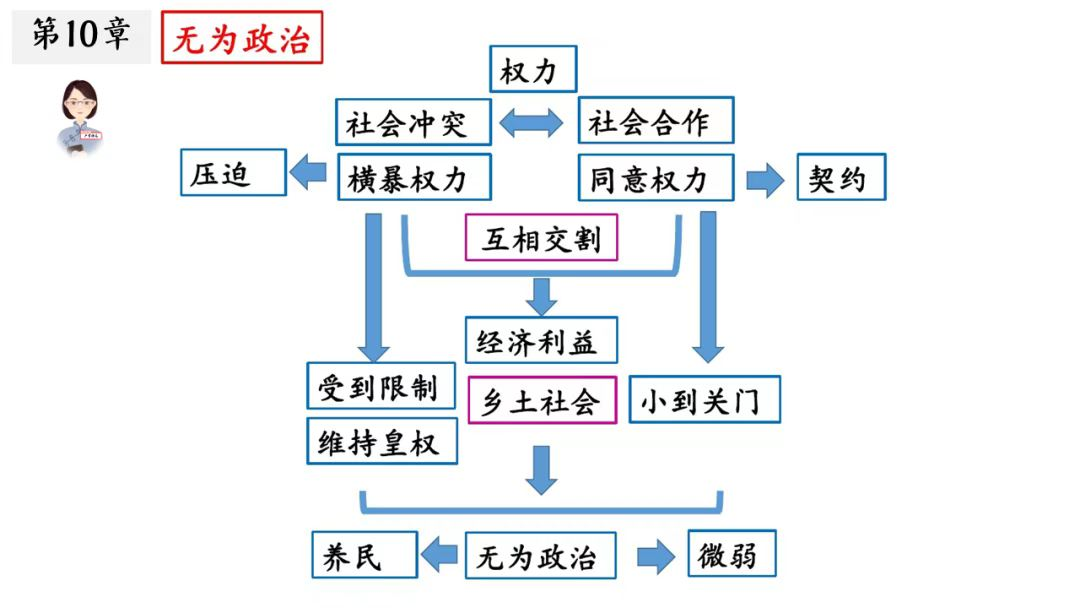 第10章
无为政治
权力
社会冲突
社会合作
压迫
横暴权力
同意权力
契约
互相交割
经济利益
受到限制
乡土社会
小到关门
维持皇权
养民
无为政治
微弱